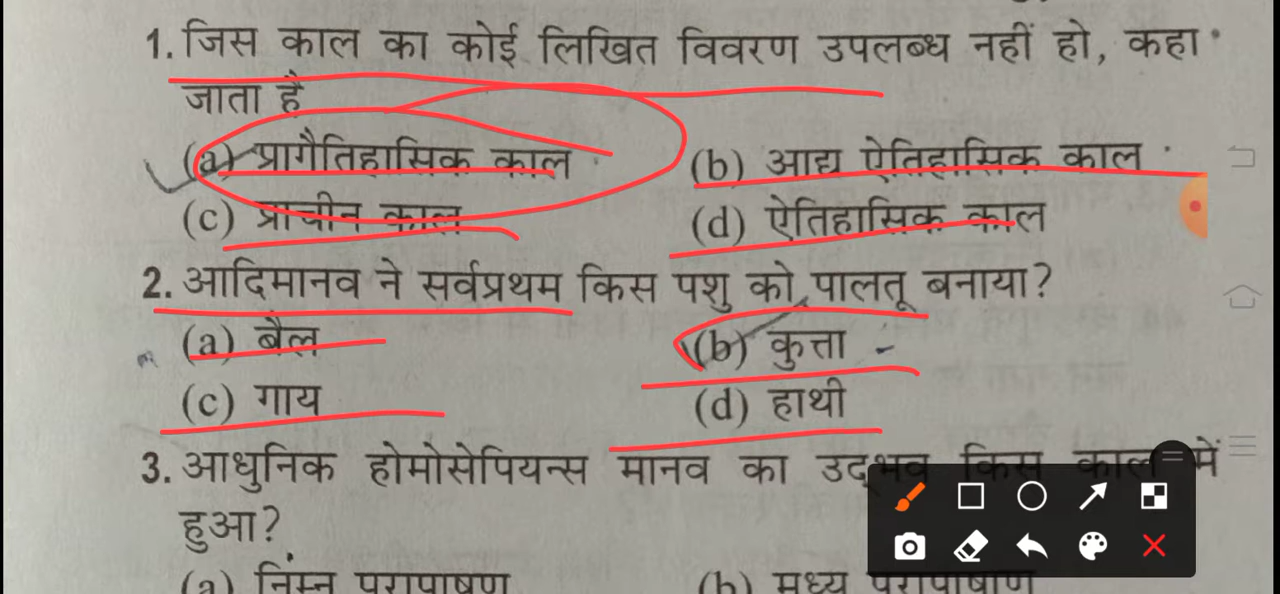 1. जिस काल का कोई लिखित विवरण उपलब्ध नहीं हो, कहा
जाता है
(a) प्रागैतिहासिक काल (b) आद्य ऐतिहासिक काल
(c) प्राचीन काल (d) ऐतिहासिक काल
2. आदिमानव ने सर्वप्रथम किस पशु को पालतू बनाया?
(a) बैल (b) कुत्ता
(c) गाय (d) हाथी
3. आधुनिक होमोसेपियन्स मानव का उद्भव किस काल में
हुआ?
(a) निम्न पुरापाषाण (b) मध्य पुरापाषाण